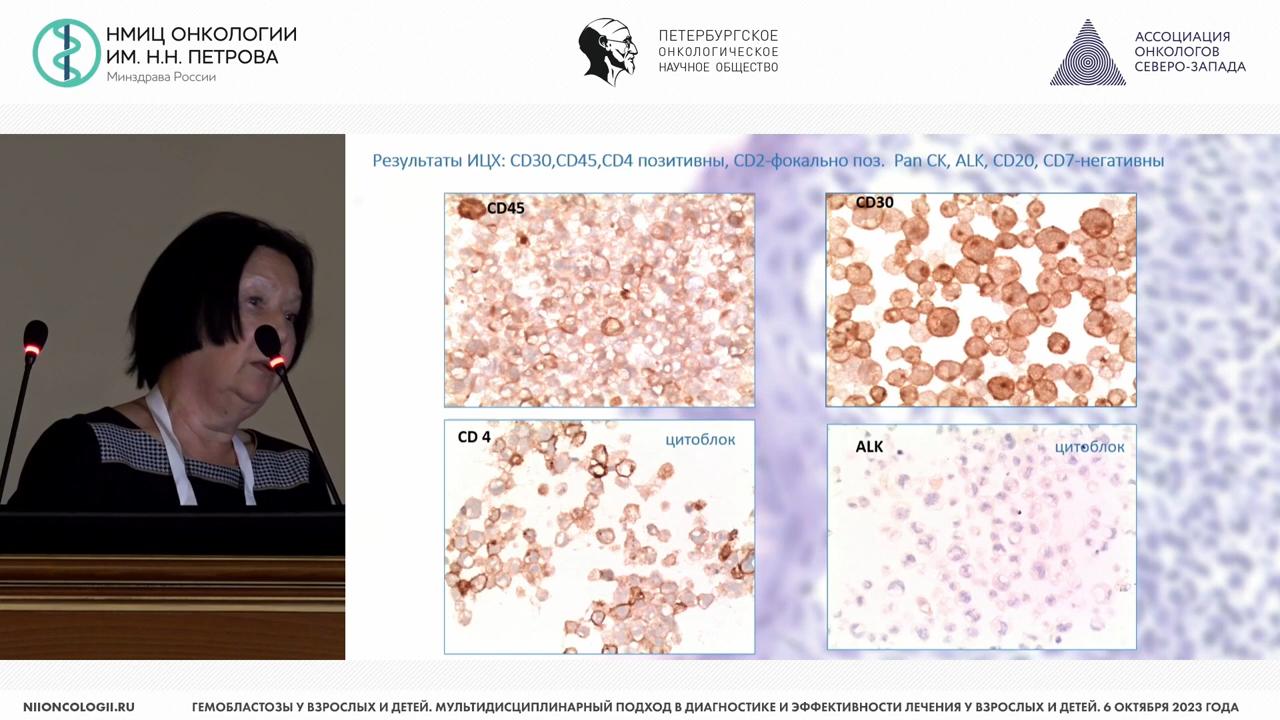 НМИЦ ОНКОЛОГИИ
ИМ. Н.Н. ПЕТРОВА
Минздрава России
ПЕТЕРБУРГСКОЕ
ОНКОЛОГИЧЕСКОЕ
НАУЧНОЕ ОБЩЕСТВО
АССОЦИАЦИЯ
ОНКОЛОГОВ
СЕВЕРО-ЗАПАДА
Результаты ИЦХ: CD30,CD45,CD4 позитивны, CD2-фокально поз. Pan CK, ALK, CD20, CD7-негативны
CD45
CD30
CD 4
цитоблок
ALK
цитоблок
NIIONCOLOGII.RU
ГЕМОБЛАСТОЗЫ У ВЗРОСЛЫХ И ДЕТЕЙ. МУЛЬТИДИСЦИПЛИНАРНЫЙ ПОДХОД В ДИАГНОСТИКЕ И ЭФФЕКТИВНОСТИ ЛЕЧЕНИЯ У ВЗРОСЛЫХ И ДЕТЕЙ. 6 ОКТЯБРЯ 2023 ГОДА